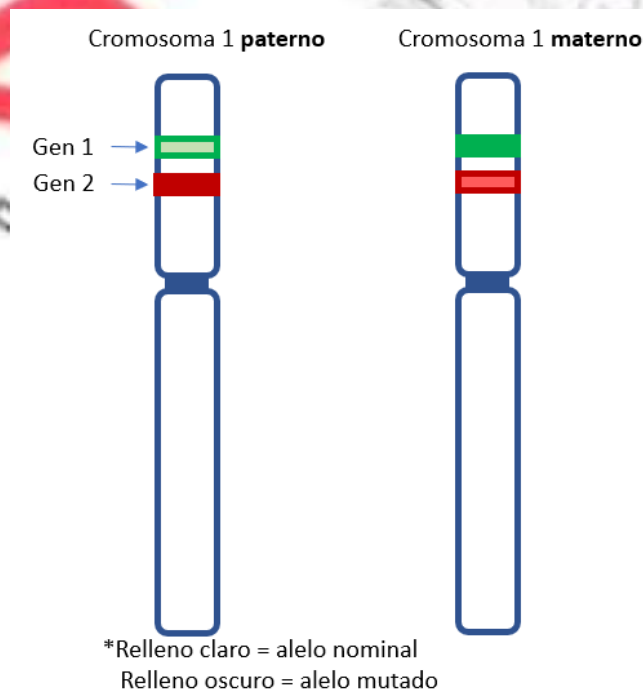 Cromosoma 1 paterno
Cromosoma 1 materno
Gen 1
Gen 2
*Relleno claro = alelo nominal
Relleno oscuro = alelo mutado